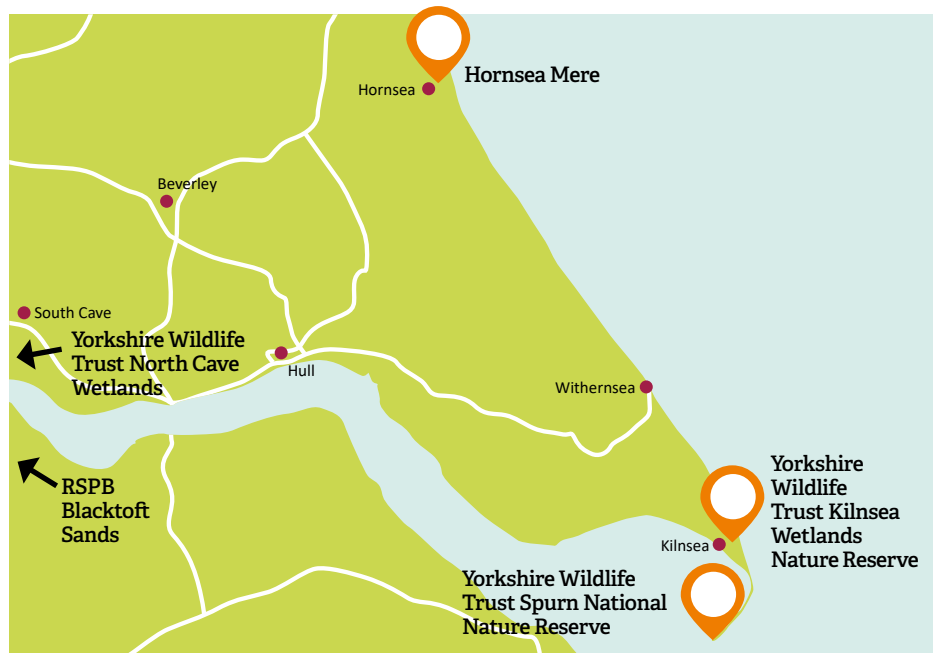 Hornsea Mere
Hornsea
Beverley
South Cave
Yorkshire Wildlife
Trust North Cave
Wetlands
Hull
Withernsea
RSPB
Blacktoft
Sands
Yorkshire
Wildlife
Trust Kilnsea
Wetlands
Nature Reserve
Kilnsea
Yorkshire Wildlife
Trust Spurn National
Nature Reserve